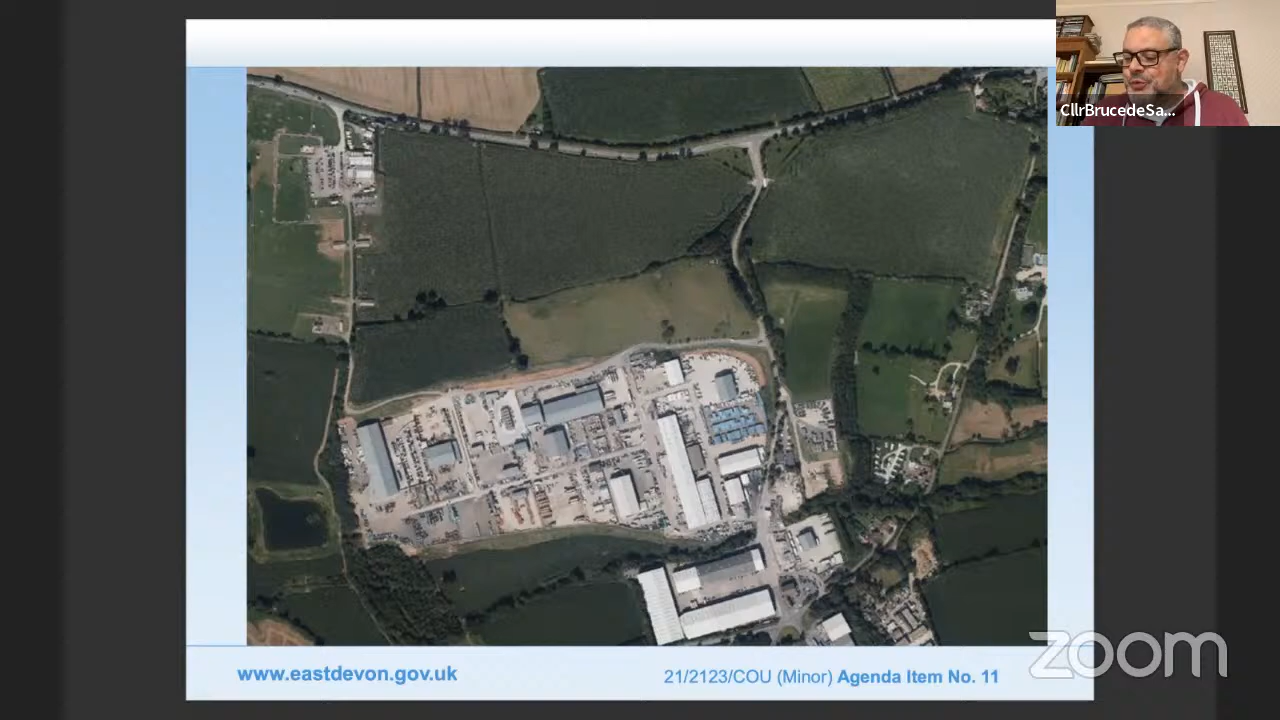 CllrBrucedeSa...
www.eastdevon.gov.uk
21/2123/COU (Minor) Agenda Item No. 11
zoom